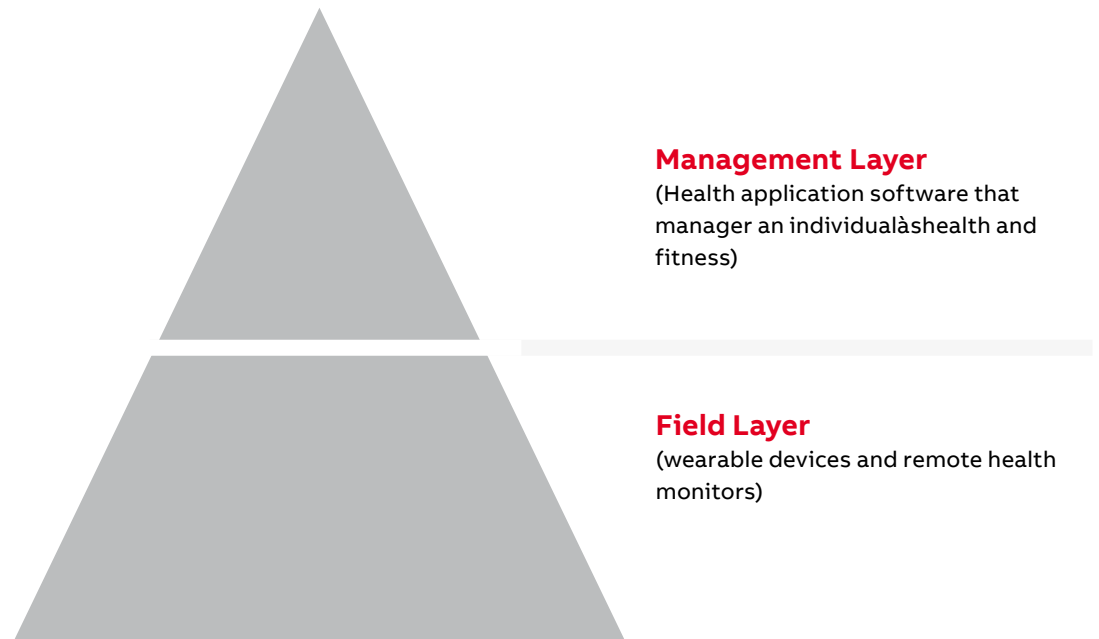 Management Layer
(Health application software that
manager an individualàshealth and
fitness)
Field Layer
(wearable devices and remote health
monitors)